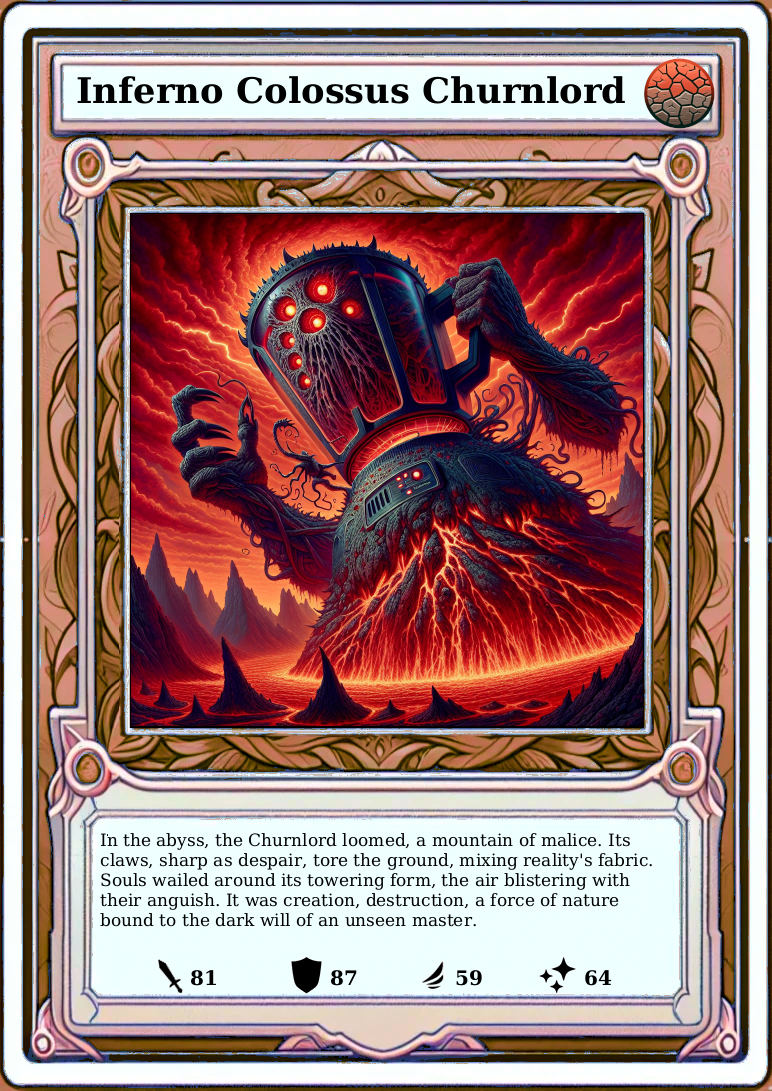 Inferno Colossus Churnlord
In the abyss, the Churnlord loomed, a mountain of malice. Its
claws, sharp as despair, tore the ground, mixing reality's fabric.
Souls wailed around its towering form, the air blistering with
their anguish. It was creation, destruction, a force of nature
bound to the dark will of an unseen master.
81 87 59 64